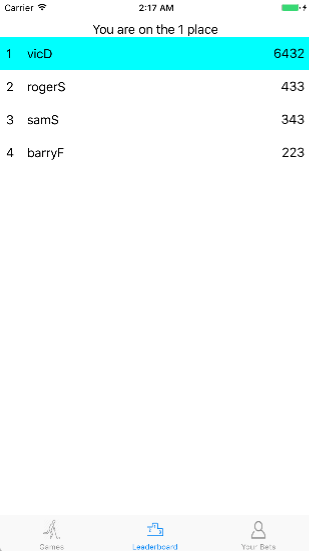 Carrier 2:17 AM
You are on the 1 place
1 vicD 6432
2 rogerS 433
3 samS 343
4 barryF 223
Games Leaderboard Your Bets